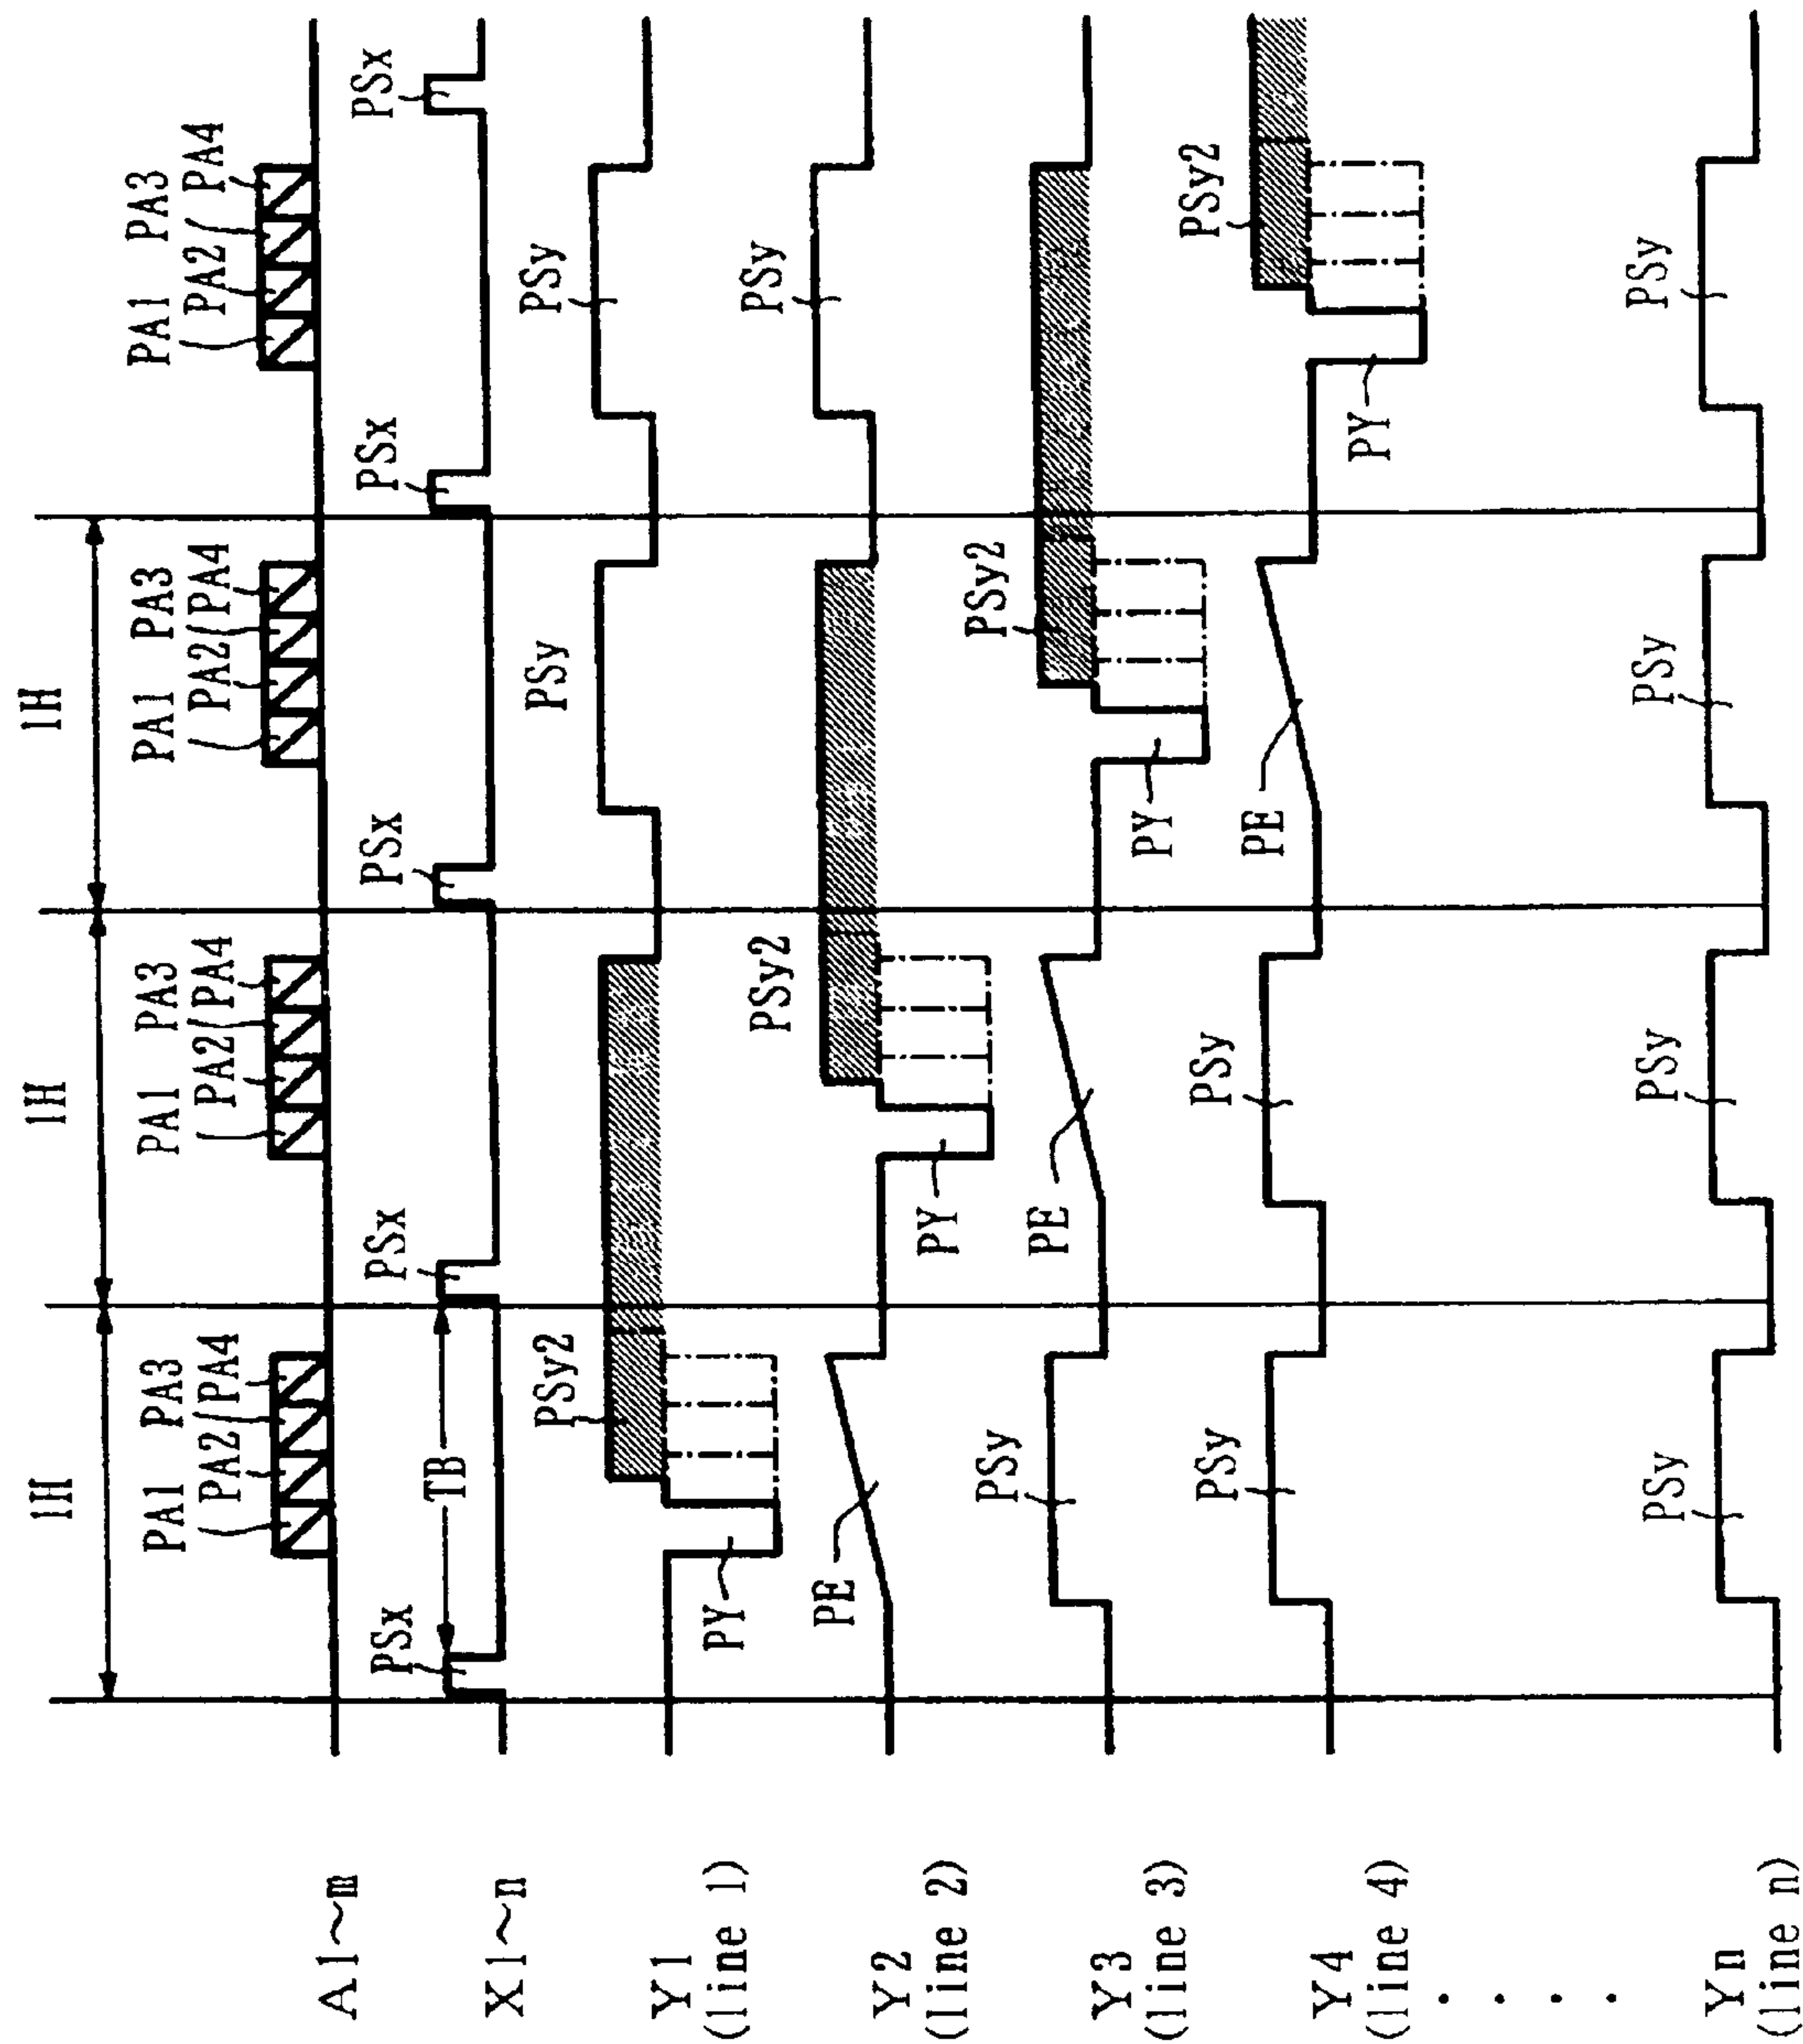 1H 1H 1H
PA1 PA2 PA3 PA4 PA1 PA2 PA3 PA4 PA1 PA2 PA3 PA4 PA1 PA2 PA3 PA4
A1~m
PSx TB PSx PSx PSx PSx
X1~n
PSy2 PSy PSy
PY
Y1
(line 1)
PSy2 PSy
PE PY
Y2
(line 2)
PSy PE PSy2
PY
Y3
(line 3)
PSy PSy PE PSy2
PY
Y4
(line 4)
. . . .
PSy PSy PSy PSy
Yn
(line n)